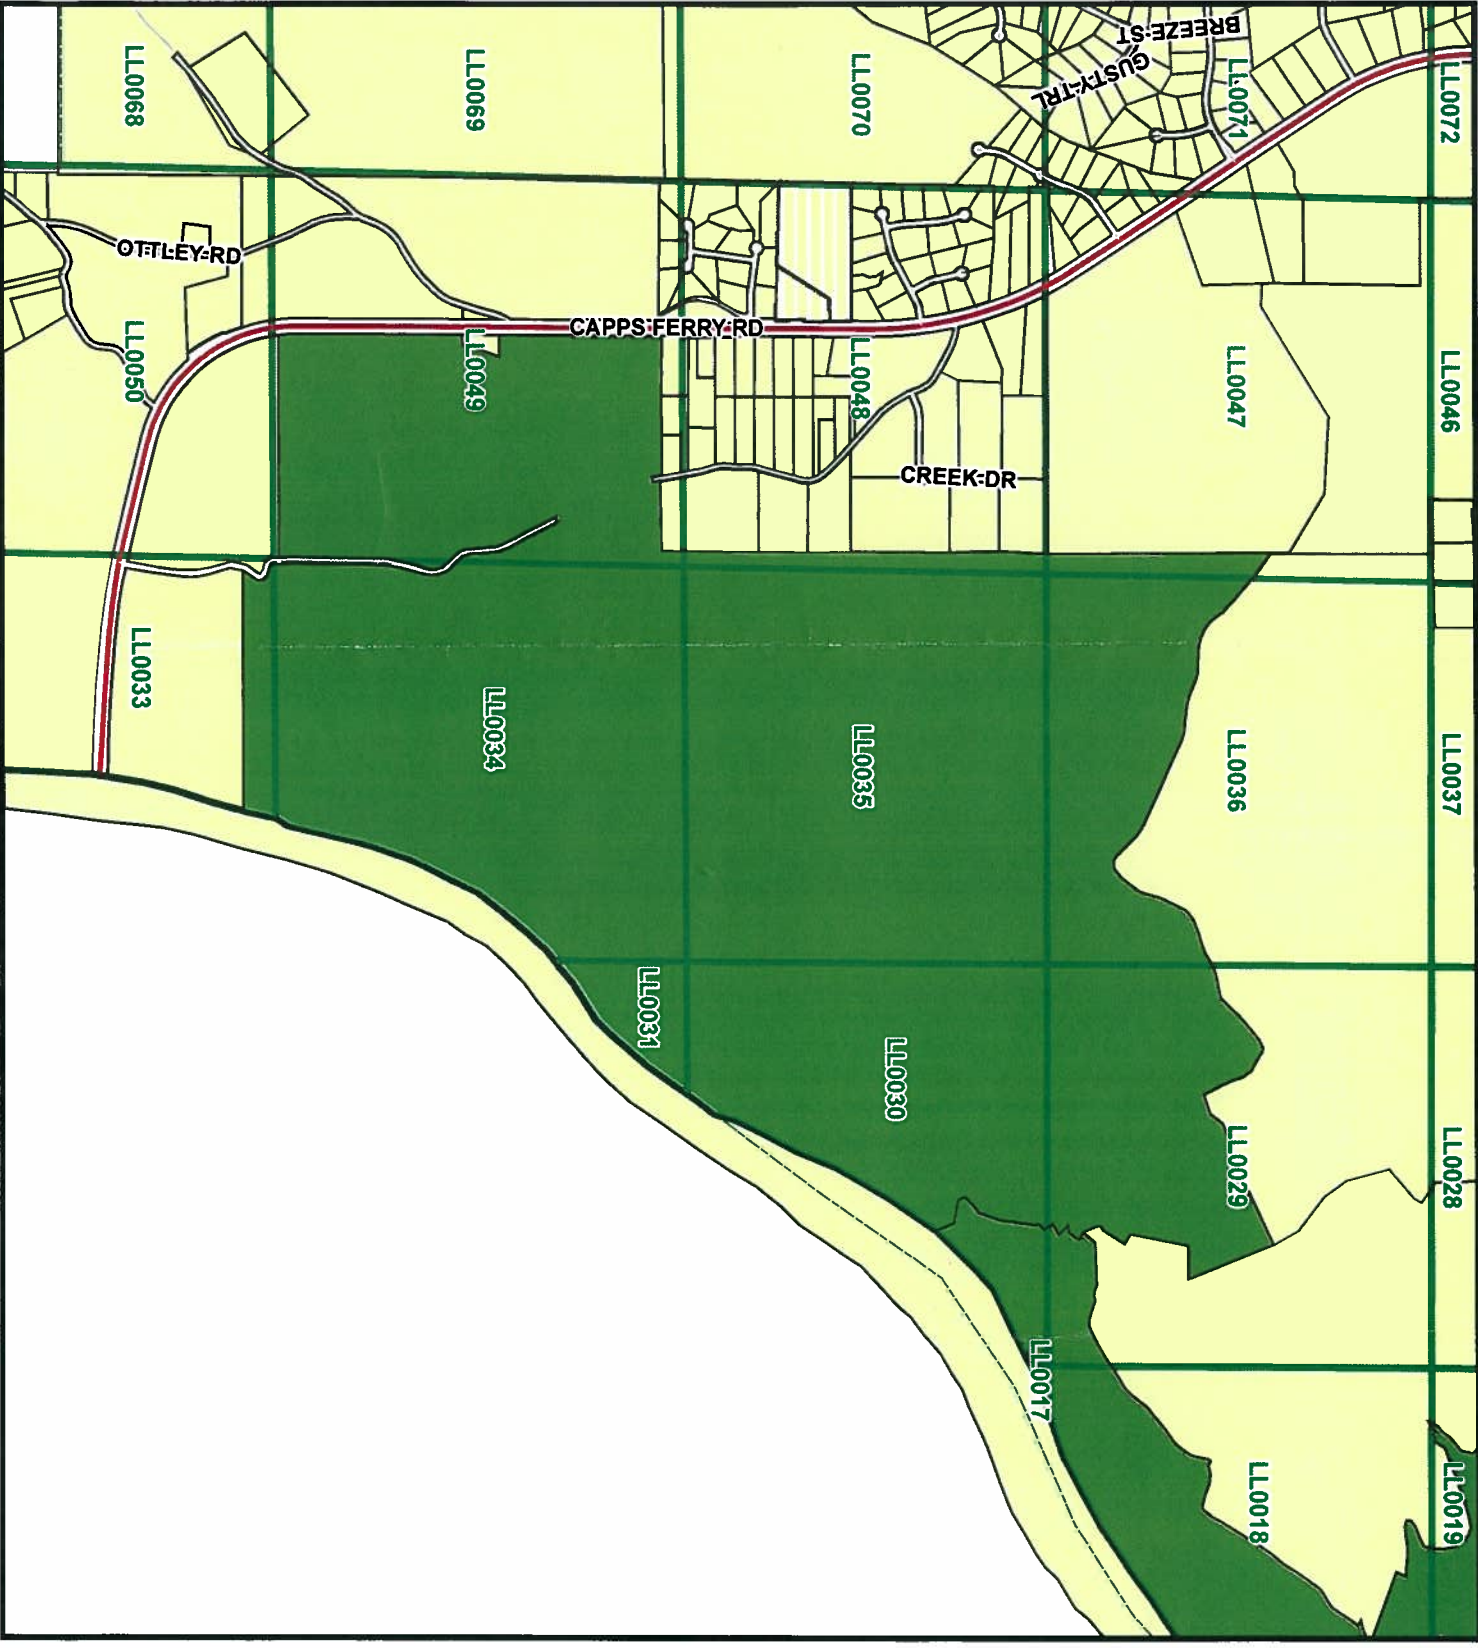 BREEZE ST
GUSTY TRL
LL0068
LL0069
LL0070
LL0071
LL0072
OTTLEY RD
CAPPS FERRY RD
LL0050
LL0049
LL0048
LL0047
LL0046
CREEK DR
LL0033
LL0034
LL0035
LL0036
LL0037
LL0031
LL0030
LL0029
LL0028
LL0017
LL0018
LL0019